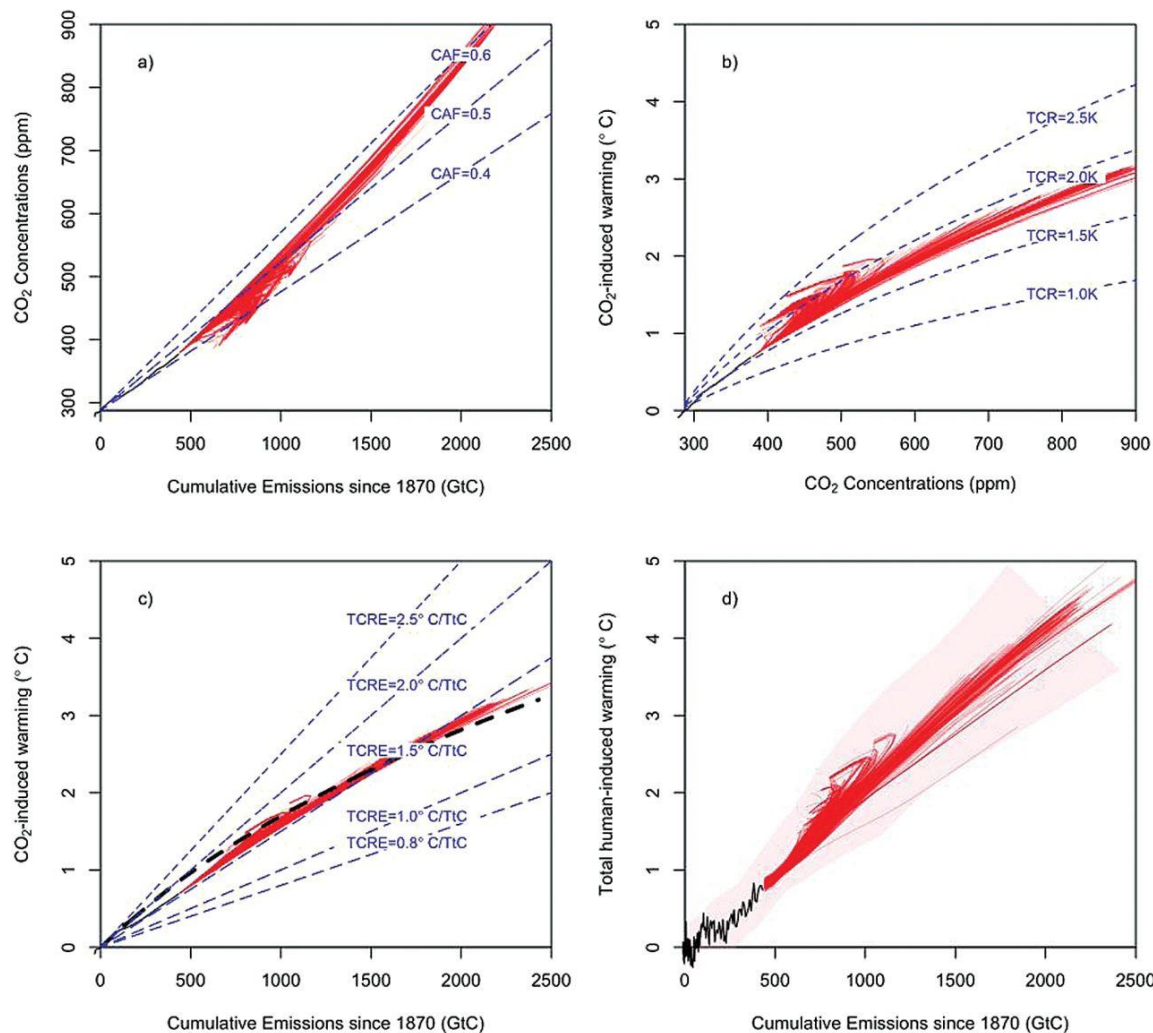 a)
CO2 Concentrations (ppm)
900
800
700
600
500
400
300
CAF=0.6
CAF=0.5
CAF=0.4
0
500
1000
1500
2000
2500
Cumulative Emissions since 1870 (GtC)
b)
CO2-induced warming (° C)
5
4
3
2
1
0
TCR=2.5K
TCR=2.0K
TCR=1.5K
TCR=1.0K
300
400
500
600
700
800
900
CO2 Concentrations (ppm)
c)
CO2-induced warming (° C)
5
4
3
2
1
0
TCRE=2.5° C/TtC
TCRE=2.0° C/TtC
TCRE=1.5° C/TtC
TCRE=1.0° C/TtC
TCRE=0.8° C/TtC
0
500
1000
1500
2000
2500
Cumulative Emissions since 1870 (GtC)
d)
Total human-induced warming (° C)
5
4
3
2
1
0
0
500
1000
1500
2000
2500
Cumulative Emissions since 1870 (GtC)